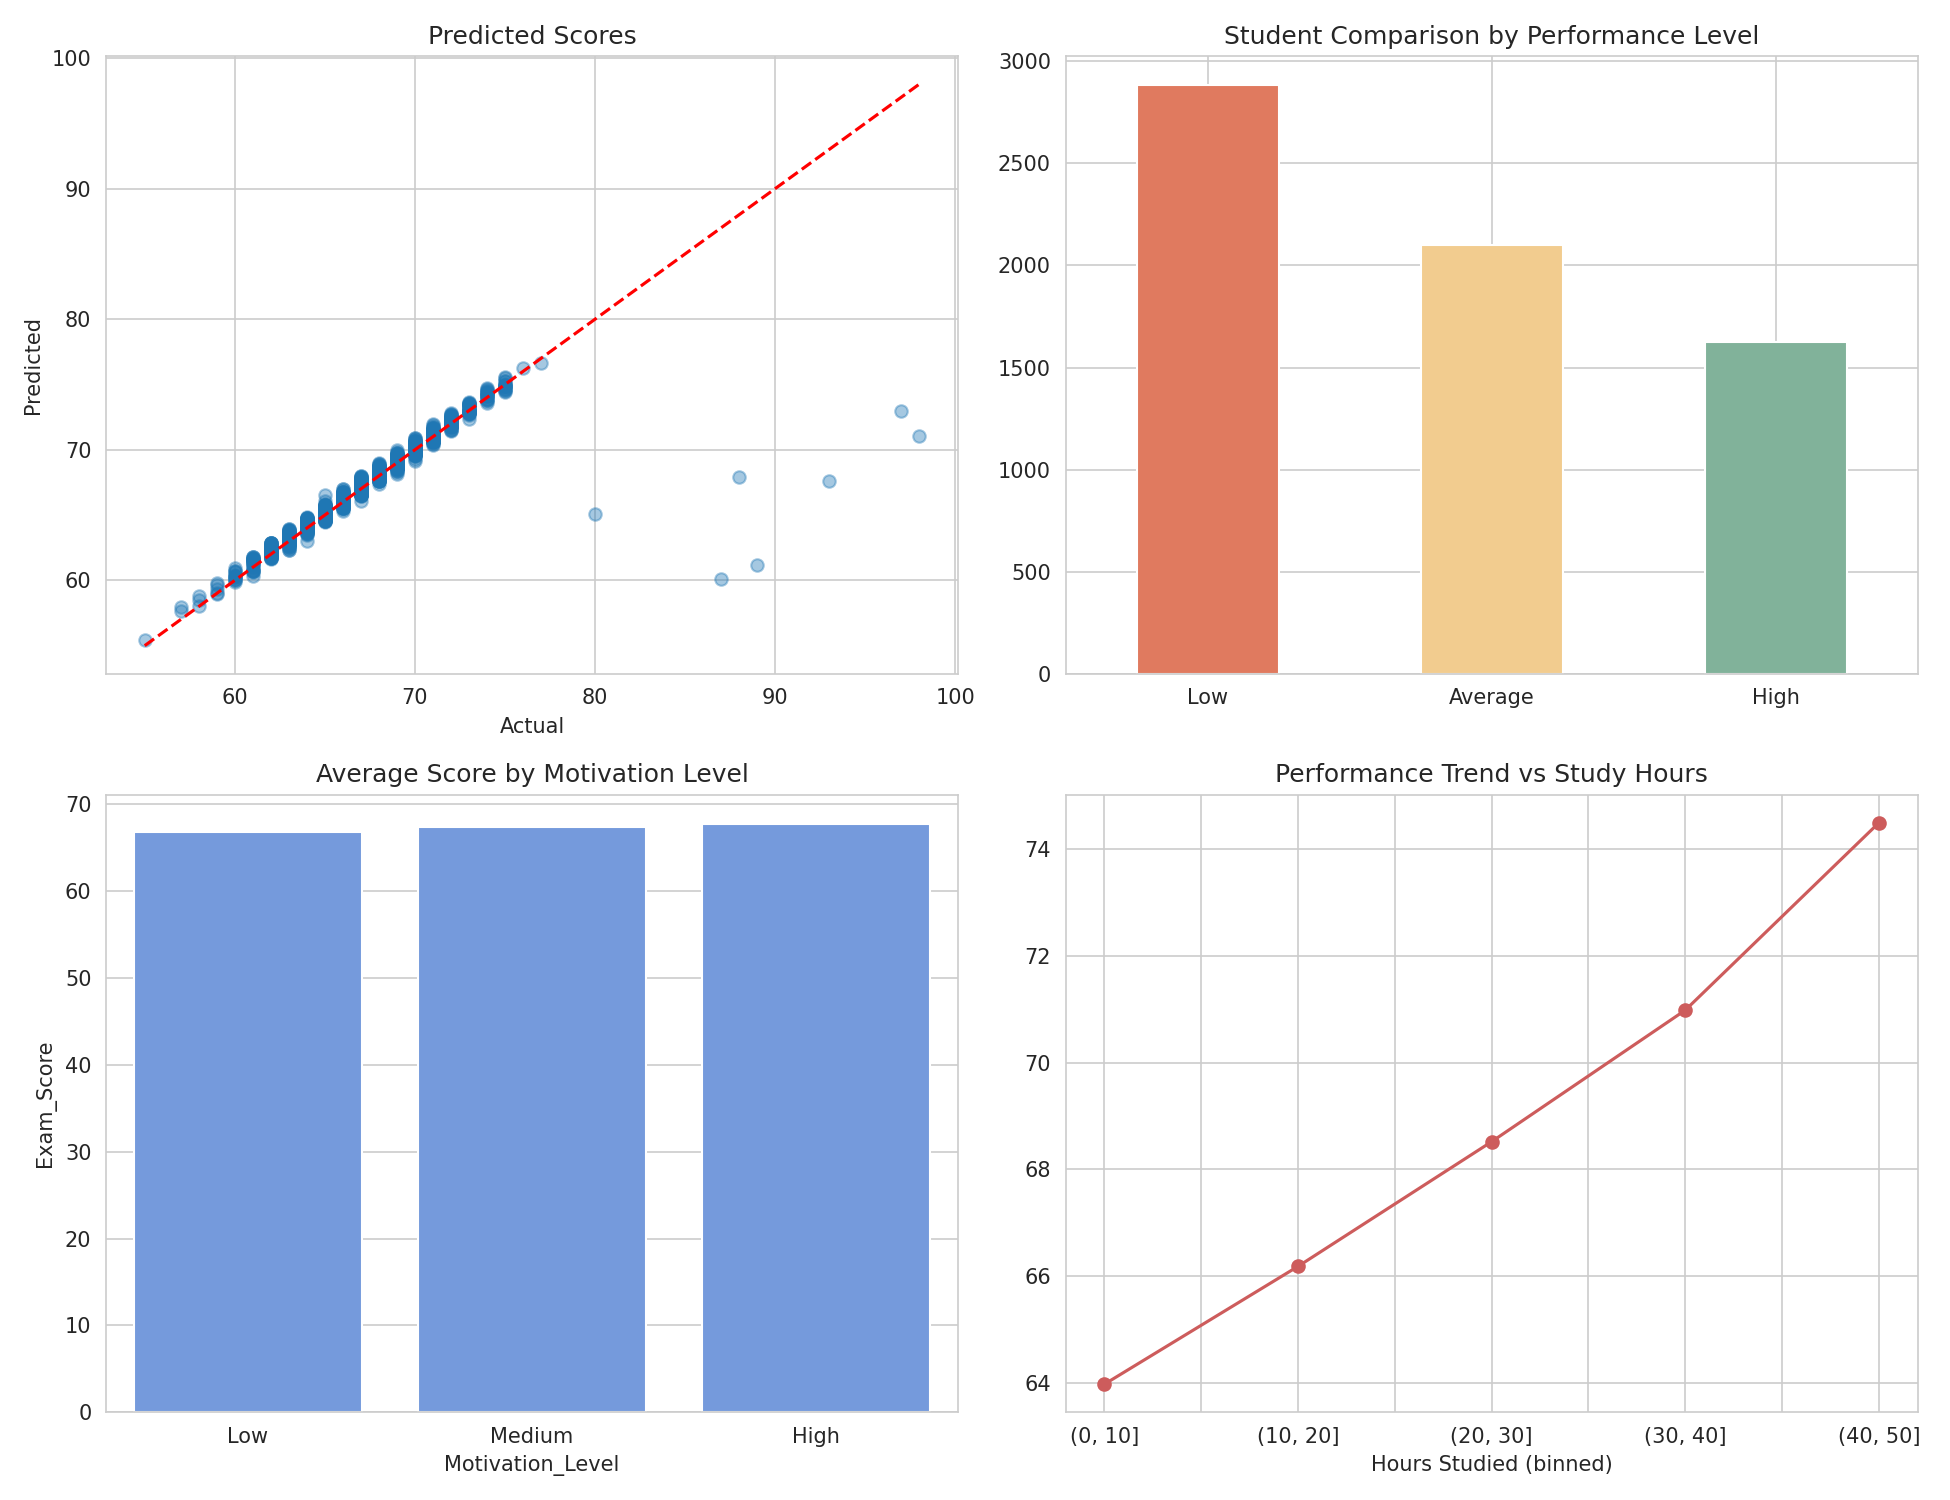 Predicted Scores
100
90
80
70
60
Predicted
60 70 80 90 100
Actual
Student Comparison by Performance Level
3000
2500
2000
1500
1000
500
0
Low Average High
Average Score by Motivation Level
70
60
50
40
30
20
10
0
Exam_Score
Low Medium High
Motivation_Level
Performance Trend vs Study Hours
74
72
70
68
66
64
(0, 10] (10, 20] (20, 30] (30, 40] (40, 50]
Hours Studied (binned)